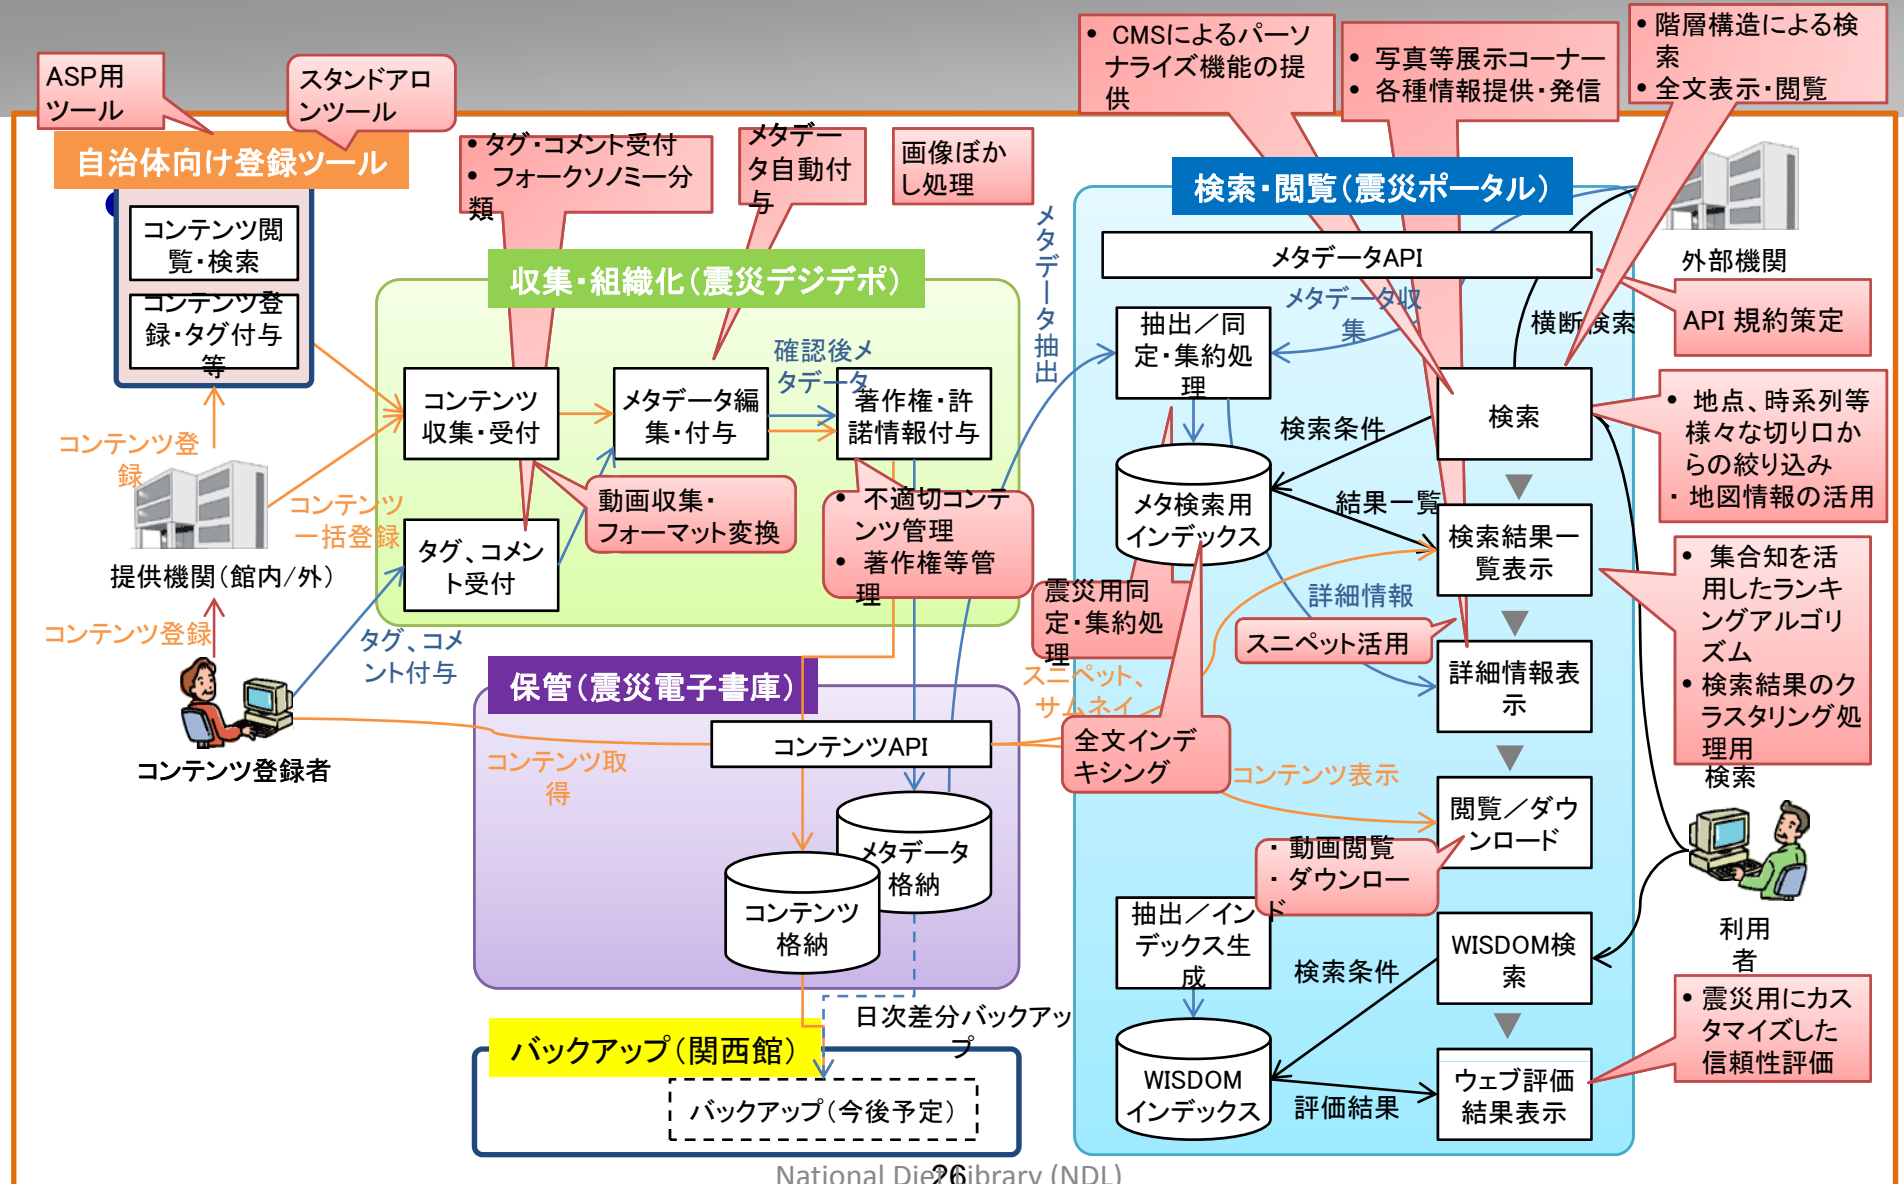 ASP用
ツール
スタンドアロ
ンツール
• CMSによるパーソ
ナライズ機能の提
供
• 写真等展示コーナー
• 各種情報提供・発信
• 階層構造による検
索
• 全文表示・閲覧
自治体向け登録ツール
• タグ・コメント受付
• フォークソノミー分
類
メタデー
タ自動付
与
画像ぼか
し処理
検索・閲覧(震災ポータル)
コンテンツ閲
覧・検索
コンテンツ登
録・タグ付与
等
収集・組織化(震災デジデポ)
メタデータ抽出
メタデータAPI
外部機関
メタデータ収
集
横断検索
API 規約策定
抽出／同
定・集約処
理
確認後メ
タデータ
コンテンツ
収集・受付
メタデータ編
集・付与
著作権・許
諾情報付与
検索
検索条件
• 地点、時系列等
様々な切り口か
らの絞り込み
・ 地図情報の活用
コンテンツ登
録
コンテンツ
一括登録
提供機関(館内/外)
動画収集・
フォーマット変換
• 不適切コンテ
ンツ管理
• 著作権等管
理
メタ検索用
インデックス
結果一覧
検索結果一
覧表示
タグ、コメン
ト受付
• 集合知を活
用したランキ
ングアルゴリ
ズム
• 検索結果のク
ラスタリング処
理用
震災用同
定・集約処
理
詳細情報
スニペット活用
コンテンツ登録
タグ、コメ
ント付与
詳細情報表
示
保管(震災電子書庫)
スニペット、
サムネイ
コンテンツAPI
全文インデ
キシング
コンテンツ登録者
コンテンツ取
得
コンテンツ表示
検索
閲覧／ダウ
ンロード
・ 動画閲覧
・ ダウンロー
ド
メタデータ
格納
コンテンツ
格納
抽出／イン
デックス生
成
WISDOM検
索
利用
者
検索条件
• 震災用にカス
タマイズした
信頼性評価
日次差分バックアッ
プ
バックアップ(関西館)
バックアップ(今後予定)
WISDOM
インデックス
評価結果
ウェブ評価
結果表示
National Diet Library (NDL)
26